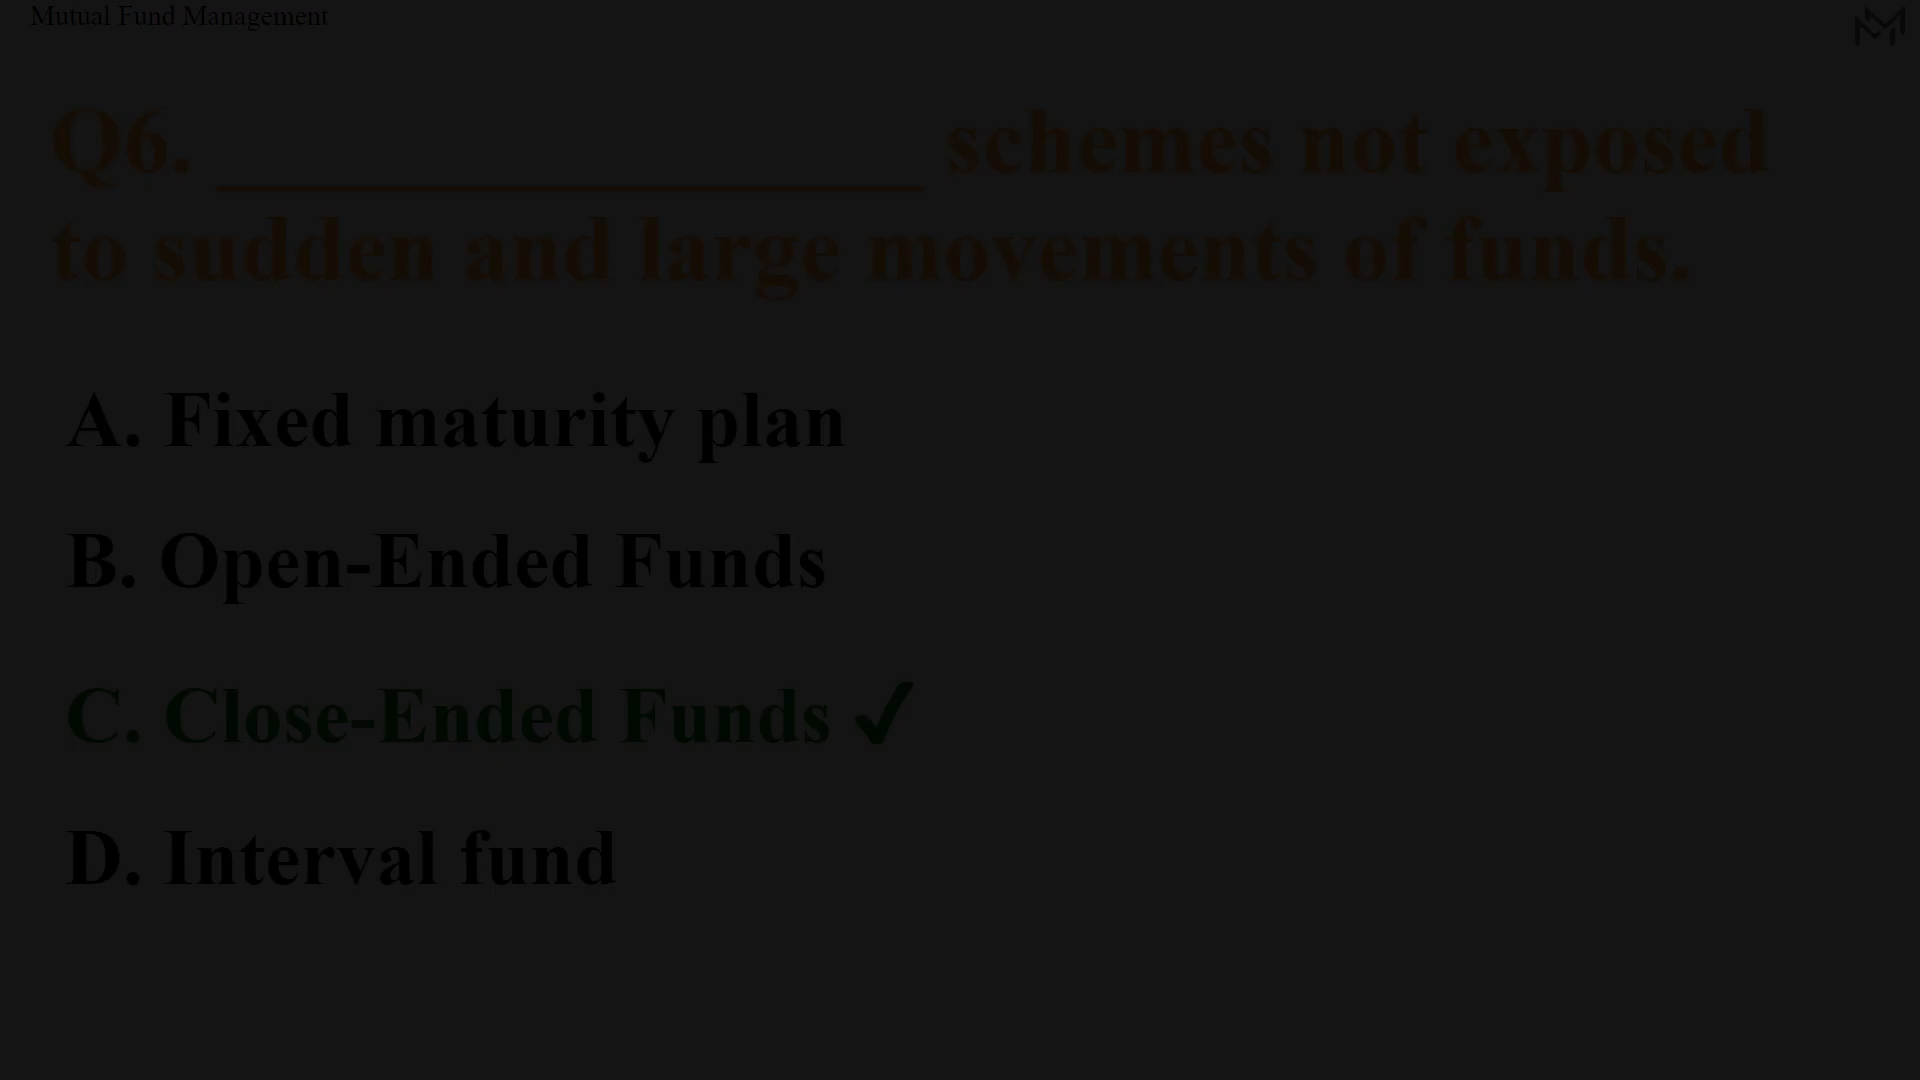 Mutual Fund Management
Q6. ________________ schemes not exposed
to sudden and large movements of funds.
A. Fixed maturity plan
B. Open-Ended Funds
C. Close-Ended Funds ✓
D. Interval fund